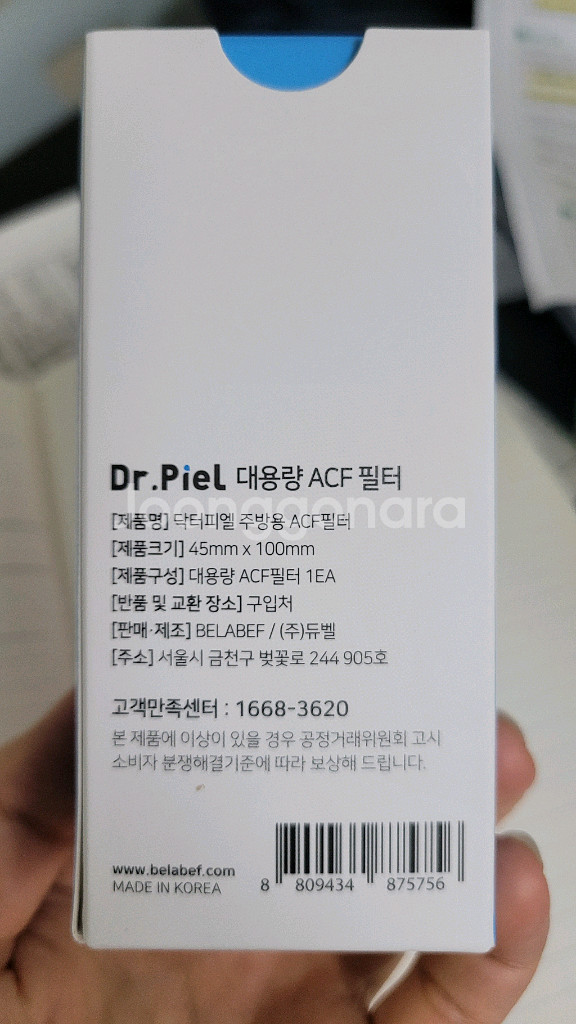 Dr.Piel 대용량 ACF 필터
joonggonara
[제품명] 닥터피엘 주방용 ACF필터
[제품크기] 45mm x 100mm
[제품구성] 대용량 ACF필터 1EA
[반품 및 교환 장소] 구입처
[판매·제조] BELABEF / (주)듀벨
[주소] 서울시 금천구 벚꽃로 244 905호
고객만족센터 : 1668-3620
본 제품에 이상이 있을 경우 공정거래위원회 고시
소비자 분쟁해결기준에 따라 보상해 드립니다.
www.belabef.com
MADE IN KOREA
8 809434 875756